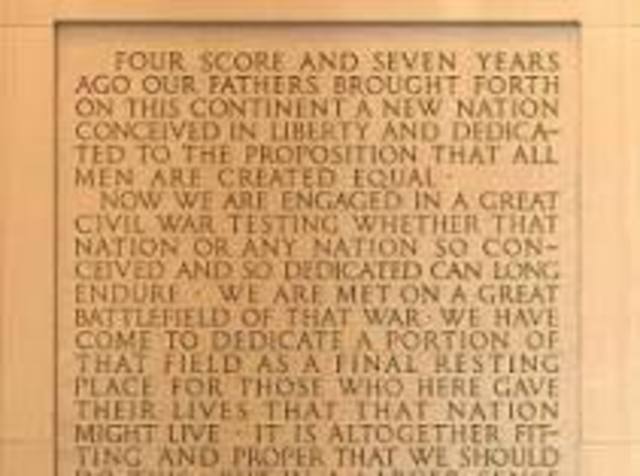 FOUR SCORE AND SEVEN YEARS
AGO OUR FATHERS BROUGHT FORTH
ON THIS CONTINENT A NEW NATION
CONCEIVED IN LIBERTY AND DEDICA-
TED TO THE PROPOSITION THAT ALL
MEN ARE CREATED EQUAL ·
NOW WE ARE ENGAGED IN A GREAT
CIVIL WAR TESTING WHETHER THAT
NATION OR ANY NATION SO CON-
CEIVED AND SO DEDICATED CAN LONG
ENDURE · WE ARE MET ON A GREAT
BATTLEFIELD OF THAT WAR · WE HAVE
COME TO DEDICATE A PORTION OF
THAT FIELD AS A FINAL RESTING
PLACE FOR THOSE WHO HERE GAVE
THEIR LIVES THAT THAT NATION
MIGHT LIVE · IT IS ALTOGETHER FIT-
TING AND PROPER THAT WE SHOULD